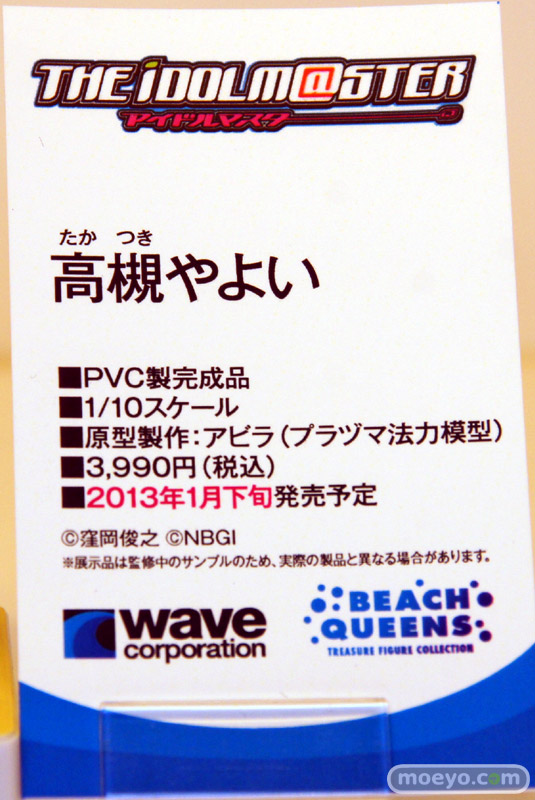 THE iDOLM@STER
アイドルマスター
たか つき
高槻やよい
■PVC製完成品
■1/10スケール
■原型製作：アビラ（プラヅマ法力模型）
■3,990円（税込）
■2013年1月下旬発売予定
©窪岡俊之 ©NBGI
※展示品は監修中のサンプルのため、実際の製品と異なる場合があります。
wave
corporation
BEACH
QUEENS
TREASURE FIGURE COLLECTION
moeyo.com